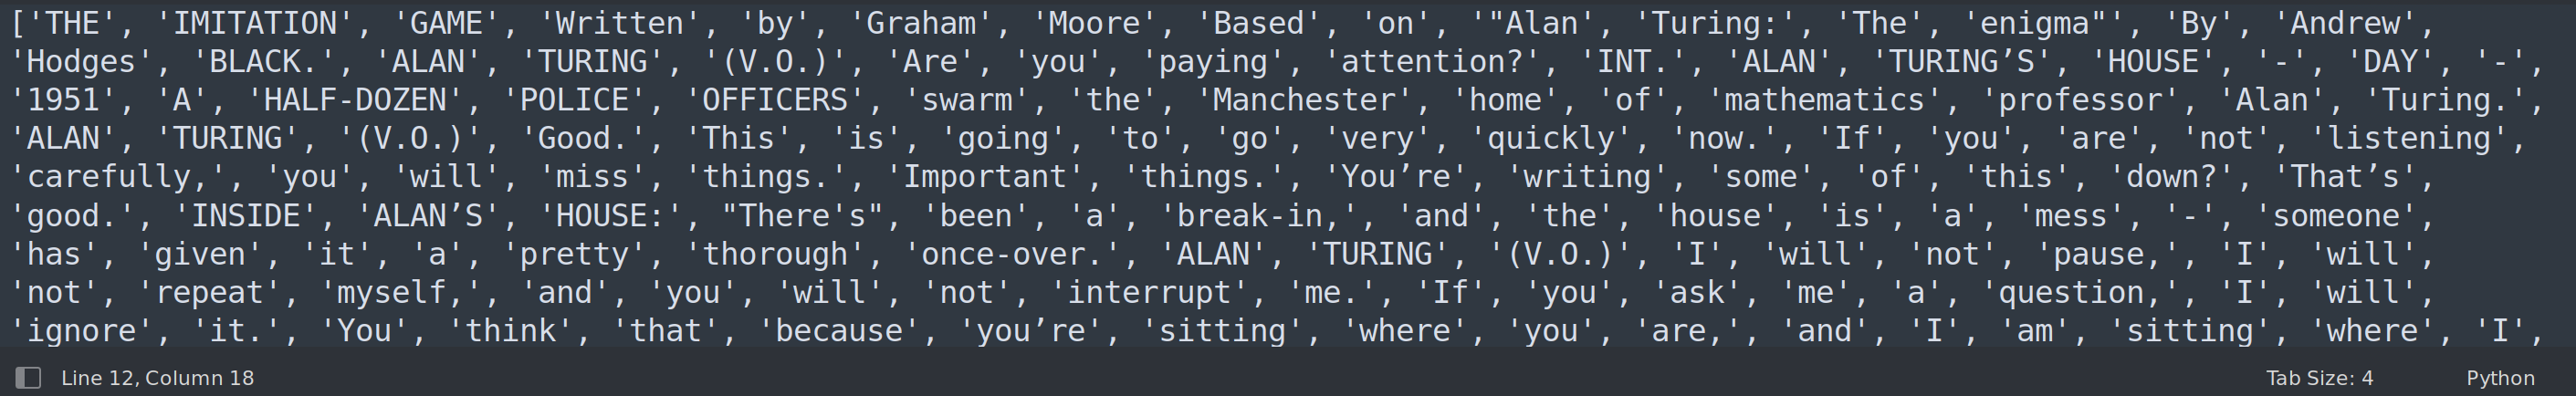 ['THE', 'IMITATION', 'GAME', 'Written', 'by', 'Graham', 'Moore', 'Based', 'on', '"Alan', 'Turing:', 'The', 'enigma"', 'By', 'Andrew',
'Hodges', 'BLACK.', 'ALAN', 'TURING', '(V.O.)', 'Are', 'you', 'paying', 'attention?', 'INT.', 'ALAN', 'TURING’S', 'HOUSE', '-', 'DAY', '-',
'1951', 'A', 'HALF-DOZEN', 'POLICE', 'OFFICERS', 'swarm', 'the', 'Manchester', 'home', 'of', 'mathematics', 'professor', 'Alan', 'Turing.',
'ALAN', 'TURING', '(V.O.)', 'Good.', 'This', 'is', 'going', 'to', 'go', 'very', 'quickly', 'now.', 'If', 'you', 'are', 'not', 'listening',
'carefully,', 'you', 'will', 'miss', 'things.', 'Important', 'things.', 'You’re', 'writing', 'some', 'of', 'this', 'down?', 'That’s',
'good.', 'INSIDE', 'ALAN’S', 'HOUSE:', "There's", 'been', 'a', 'break-in,', 'and', 'the', 'house', 'is', 'a', 'mess', '-', 'someone',
'has', 'given', 'it', 'a', 'pretty', 'thorough', 'once-over.', 'ALAN', 'TURING', '(V.O.)', 'I', 'will', 'not', 'pause,', 'I', 'will',
'not', 'repeat', 'myself,', 'and', 'you', 'will', 'not', 'interrupt', 'me.', 'If', 'you', 'ask', 'me', 'a', 'question,', 'I', 'will',
'ignore', 'it.', 'You', 'think', 'that', 'because', 'you’re', 'sitting', 'where', 'you', 'are,', 'and', 'I', 'am', 'sitting', 'where', 'I',
Line 12, Column 18 Tab Size: 4 Python